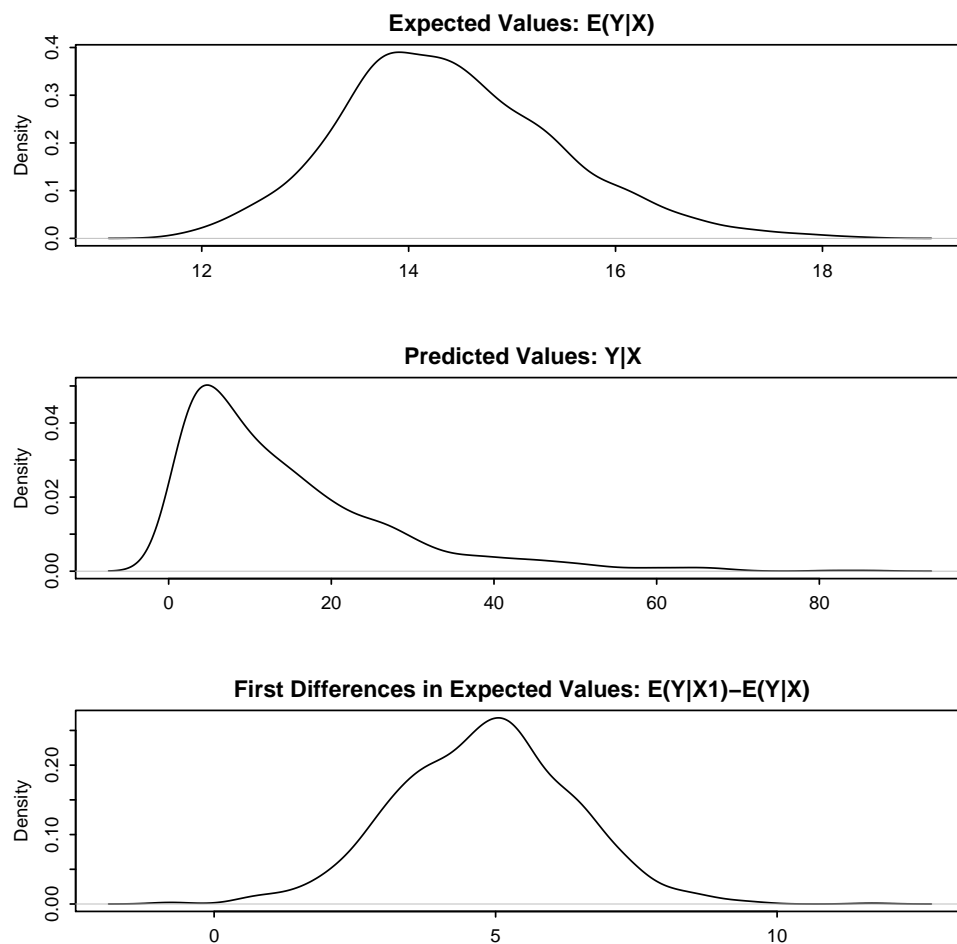 Expected Values: E(Y|X)
Density
0.0 0.1 0.2 0.3 0.4
12 14 16 18
Predicted Values: Y|X
Density
0.00 0.02 0.04
0 20 40 60 80
First Differences in Expected Values: E(Y|X1)−E(Y|X)
Density
0.00 0.10 0.20
0 5 10